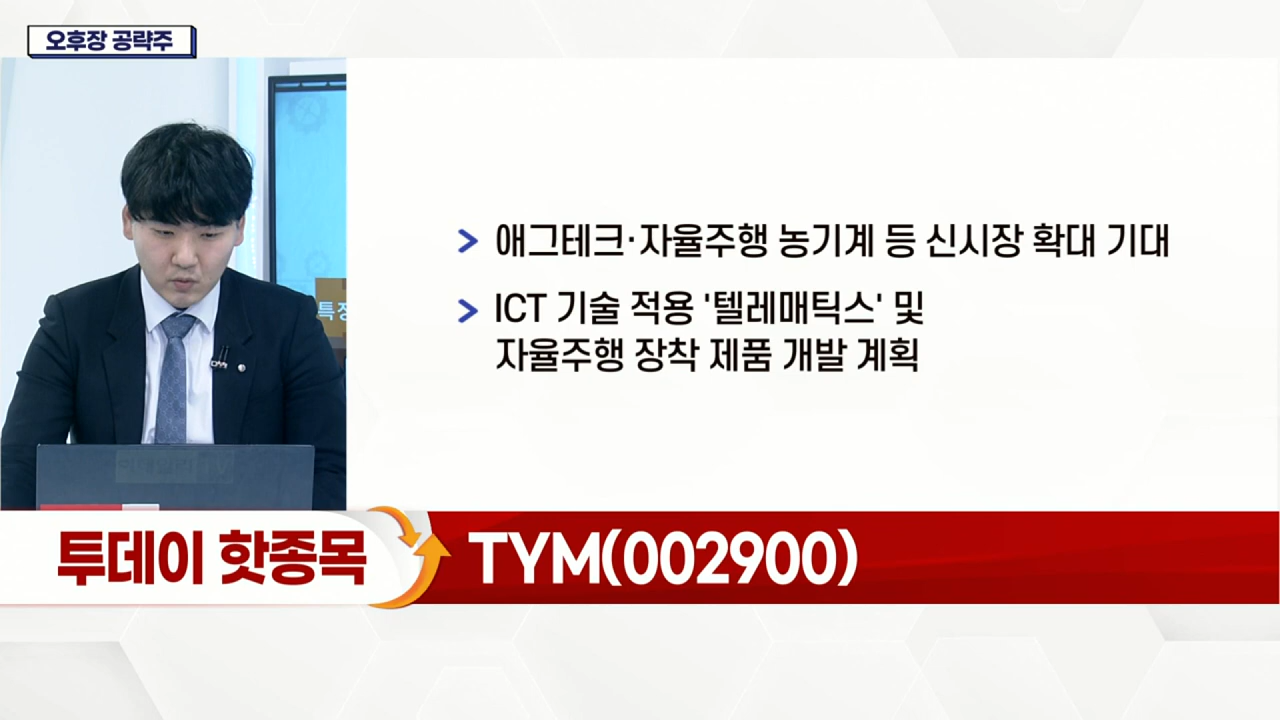 오후장 공략주
특징
애그테크·자율주행 농기계 등 신시장 확대 기대
ICT 기술 적용 '텔레매틱스' 및
자율주행 장착 제품 개발 계획
투데이 핫종목
TYM(002900)